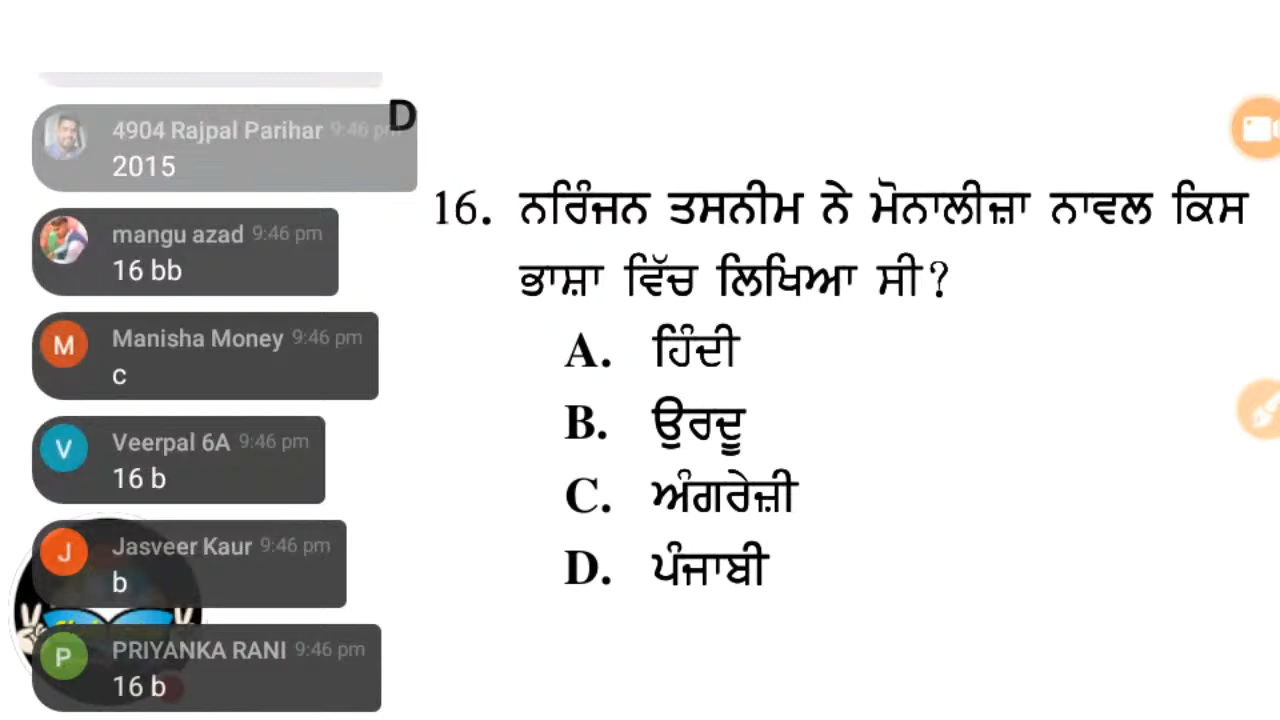 D
4904 Rajpal Parihar 9:46 pm
2015
mangu azad 9:46 pm
16 bb
Manisha Money 9:46 pm
c
Veerpal 6A 9:46 pm
16 b
Jasveer Kaur 9:46 pm
b
PRIYANKA RANI 9:46 pm
16 b
M
V
J
P
16. ਨਰਿੰਜਨ ਤਸਨੀਮ ਨੇ ਮੋਨਾਲੀਜ਼ਾ ਨਾਵਲ ਕਿਸ
ਭਾਸ਼ਾ ਵਿੱਚ ਲਿਖਿਆ ਸੀ?
A. ਹਿੰਦੀ
B. ਉਰਦੂ
C. ਅੰਗਰੇਜ਼ੀ
D. ਪੰਜਾਬੀ